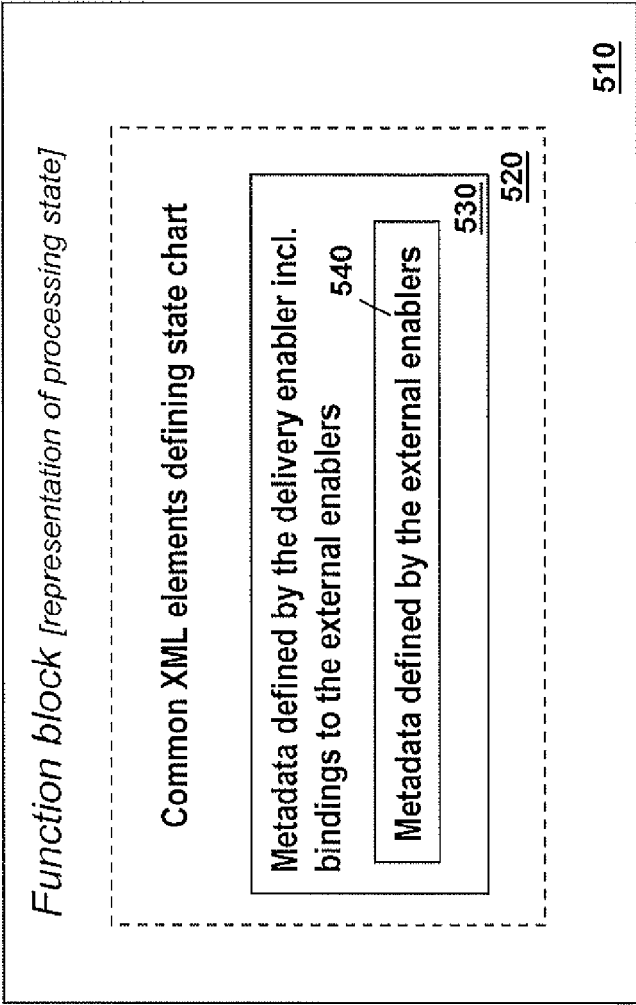 Function block [representation of processing state]
Common XML elements defining state chart
Metadata defined by the delivery enabler incl.
bindings to the external enablers
540
Metadata defined by the external enablers
530
520
510